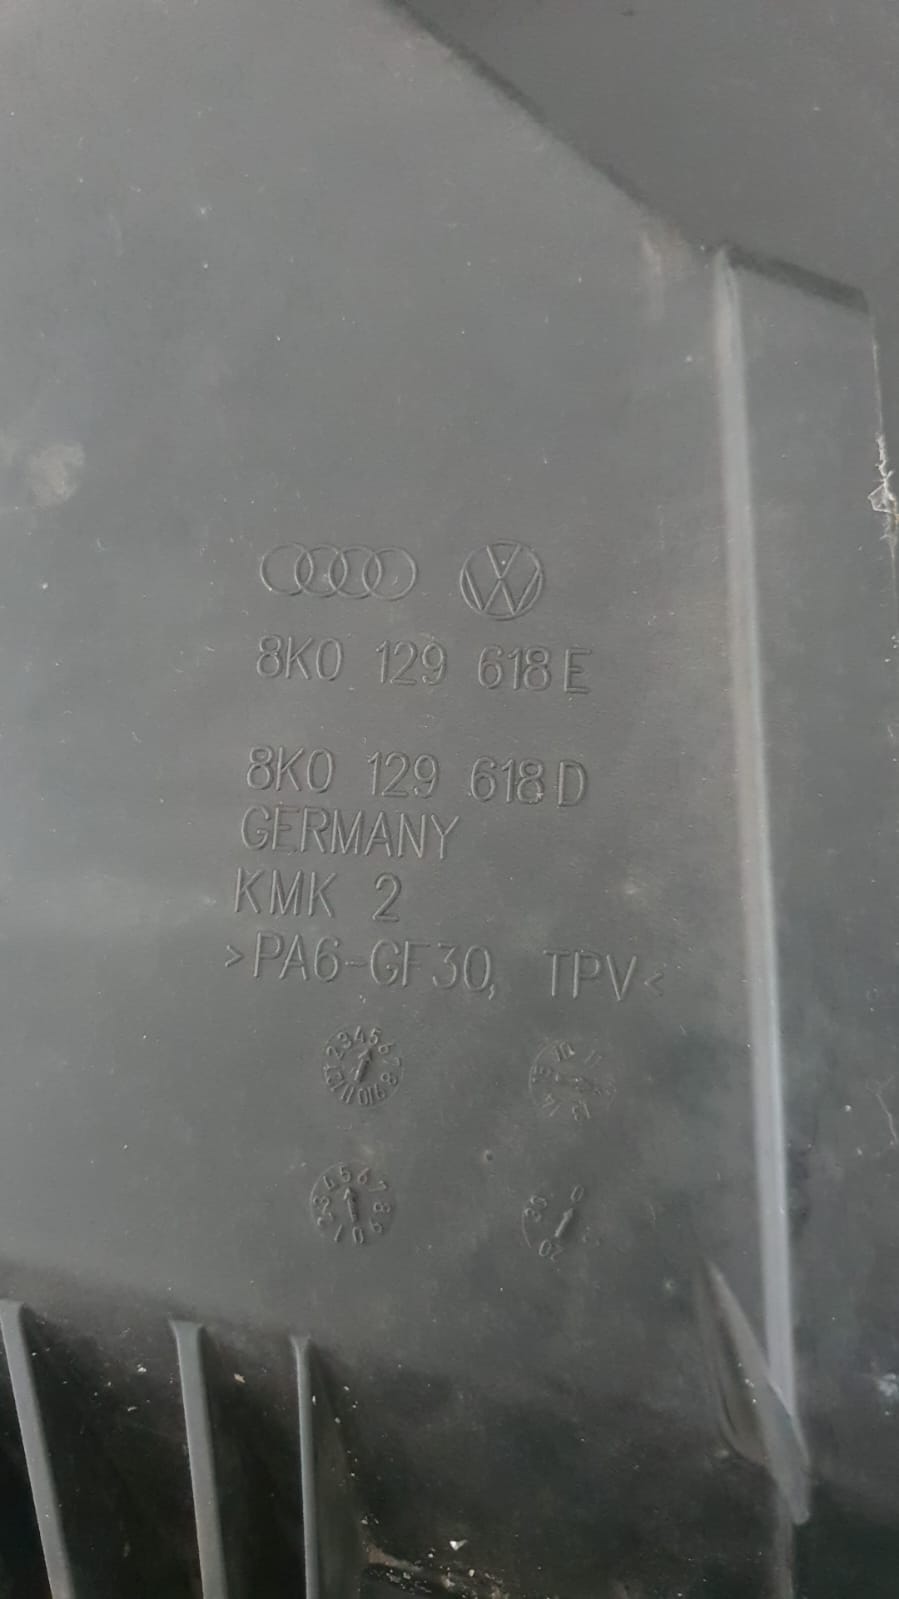 8K0 129 618 E
8K0 129 618 D
GERMANY
KMK 2
>PA6-GF30, TPV<